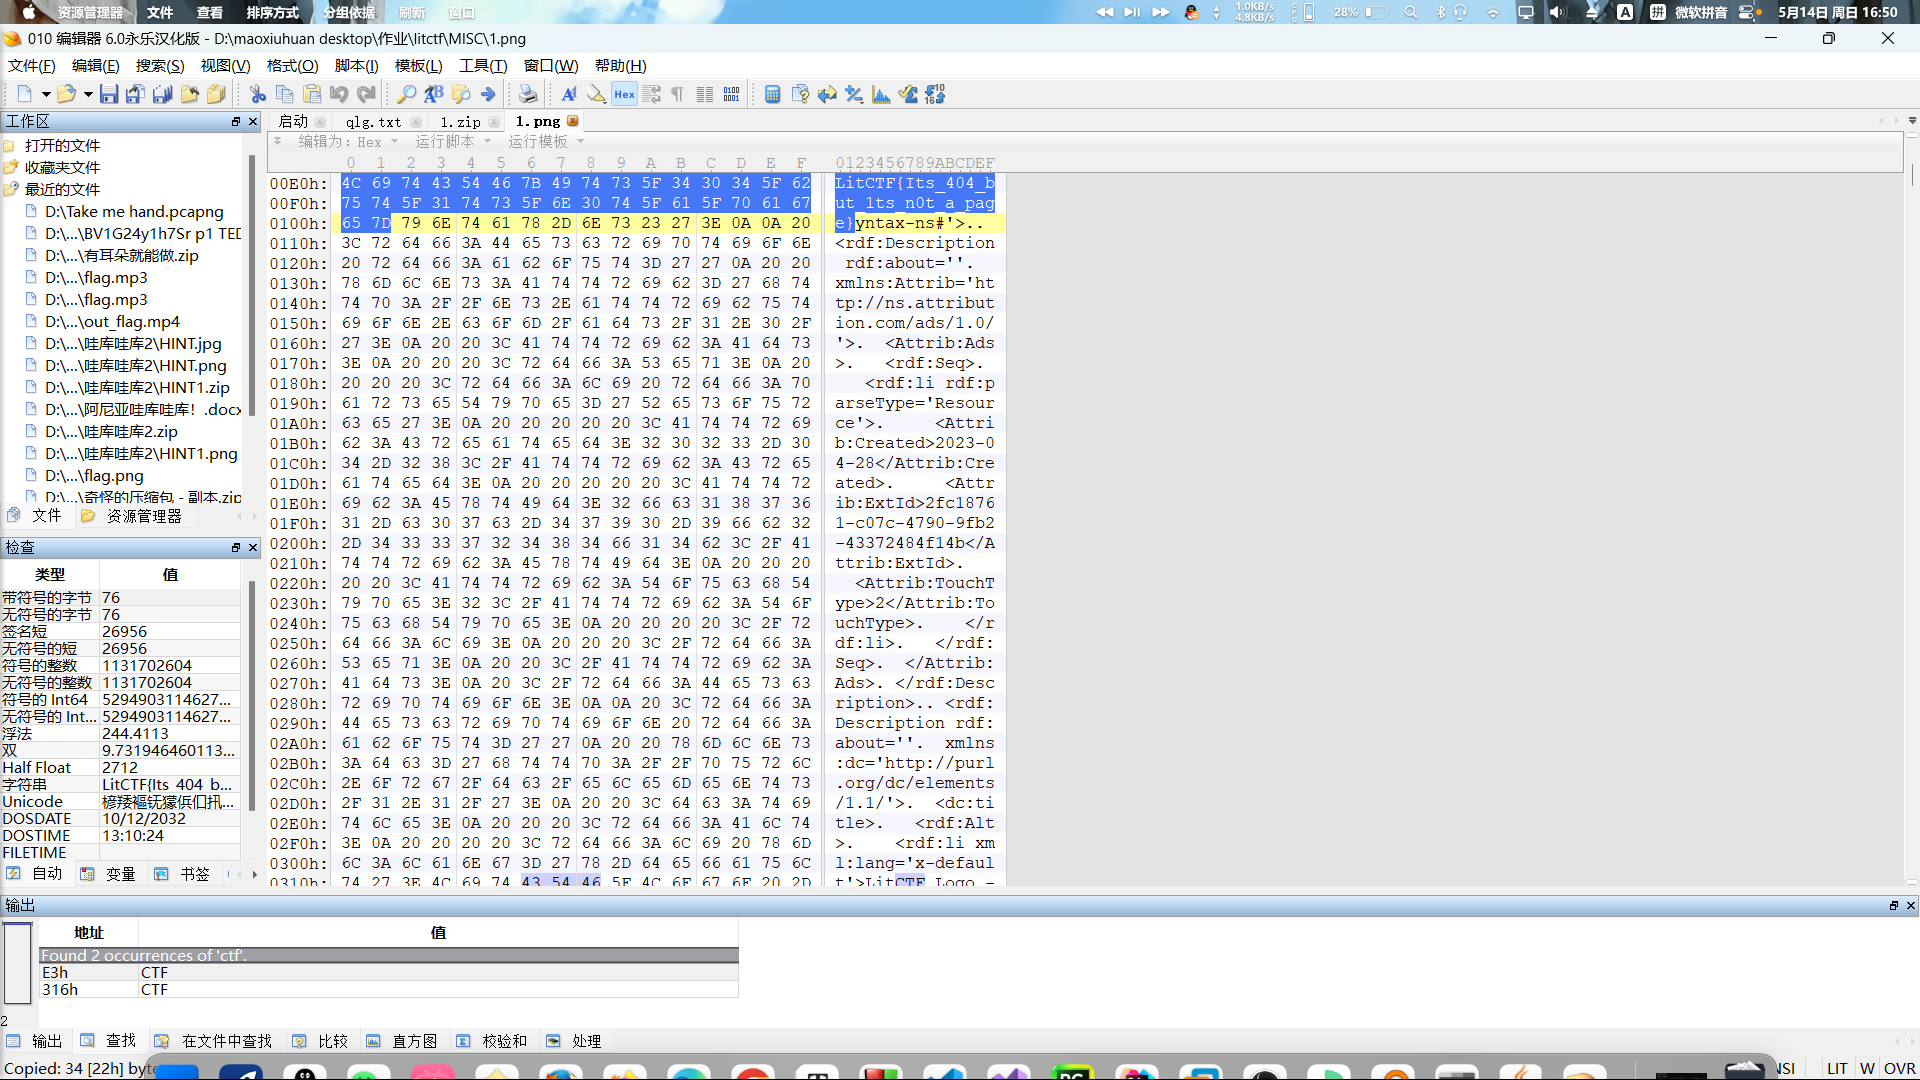 资源管理器 文件 查看 排序方式 分组依据 刷新 窗口 1.0KB/s 4.8KB/s 28% A 拼 微软拼音 5月14日 周日 16:50
010 编辑器 6.0永乐汉化版 - D:\maoxiuhuan desktop\作业\litctf\MISC\1.png
文件(F) 编辑(E) 搜索(S) 视图(V) 格式(O) 脚本(I) 模板(L) 工具(T) 窗口(W) 帮助(H)
工作区
打开的文件
收藏夹文件
最近的文件
D:\Take me hand.pcapng
D:\...\BV1G24y1h7Sr p1 TED
D:\...\有耳朵就能做.zip
D:\...\flag.mp3
D:\...\flag.mp3
D:\...\out_flag.mp4
D:\...\哇库哇库2\HINT.jpg
D:\...\哇库哇库2\HINT.png
D:\...\哇库哇库2\HINT1.zip
D:\...\阿尼亚哇库哇库！.docx
D:\...\哇库哇库2.zip
D:\...\哇库哇库2\HINT1.png
D:\...\flag.png
D:\...\奇怪的压缩包 - 副本.zip
文件 资源管理器
检查
类型 值
带符号的字节 76
无符号的字节 76
签名短 26956
无符号的短 26956
符号的整数 1131702604
无符号的整数 1131702604
符号的 Int64 5294903114627...
无符号的 Int... 5294903114627...
浮法 244.4113
双 9.731946460113...
Half Float 2712
字符串 LitCTF{Its_404_b...
Unicode
DOSDATE 10/12/2032
DOSTIME 13:10:24
FILETIME
自动 变量 书签
启动 qlg.txt 1.zip 1.png
编辑为: Hex 运行脚本 运行模板
0 1 2 3 4 5 6 7 8 9 A B C D E F 0123456789ABCDEF
00E0h: 4C 69 74 43 54 46 7B 49 74 73 5F 34 30 34 5F 62 LitCTF{Its_404_b
00F0h: 75 74 5F 31 74 73 5F 6E 30 74 5F 61 5F 70 61 67 ut_1ts_n0t_a_pag
0100h: 65 7D 79 6E 74 61 78 2D 6E 73 23 27 3E 0A 0A 20 e}yntax-ns#'>..
0110h: 3C 72 64 66 3A 44 65 73 63 72 69 70 74 69 6F 6E <rdf:Description
0120h: 20 72 64 66 3A 61 62 6F 75 74 3D 27 27 0A 20 20 rdf:about=''.
0130h: 78 6D 6C 6E 73 3A 41 74 74 72 69 62 3D 27 68 74 xmlns:Attrib='ht
0140h: 74 70 3A 2F 2F 6E 73 2E 61 74 74 72 69 62 75 74 tp://ns.attribut
0150h: 69 6F 6E 2E 63 6F 6D 2F 61 64 73 2F 31 2E 30 2F ion.com/ads/1.0/
0160h: 27 3E 0A 20 20 3C 41 74 74 72 69 62 3A 41 64 73 '>. <Attrib:Ads
0170h: 3E 0A 20 20 20 3C 72 64 66 3A 53 65 71 3E 0A 20 >. <rdf:Seq>.
0180h: 20 20 20 3C 72 64 66 3A 6C 69 20 72 64 66 3A 70 <rdf:li rdf:p
0190h: 61 72 73 65 54 79 70 65 3D 27 52 65 73 6F 75 72 arseType='Resour
01A0h: 63 65 27 3E 0A 20 20 20 20 20 3C 41 74 74 72 69 ce'>. <Attri
01B0h: 62 3A 43 72 65 61 74 65 64 3E 32 30 32 33 2D 30 b:Created>2023-0
01C0h: 34 2D 32 38 3C 2F 41 74 74 72 69 62 3A 43 72 65 4-28</Attrib:Cre
01D0h: 61 74 65 64 3E 0A 20 20 20 20 20 3C 41 74 74 72 ated>. <Attr
01E0h: 69 62 3A 45 78 74 49 64 3E 32 66 63 31 38 37 36 ib:ExtId>2fc1876
01F0h: 31 2D 63 30 37 63 2D 34 37 39 30 2D 39 66 62 32 1-c07c-4790-9fb2
0200h: 2D 34 33 33 37 32 34 38 34 66 31 34 62 3C 2F 41 -43372484f14b</A
0210h: 74 74 72 69 62 3A 45 78 74 49 64 3E 0A 20 20 20 ttrib:ExtId>.
0220h: 20 20 3C 41 74 74 72 69 62 3A 54 6F 75 63 68 54 <Attrib:TouchT
0230h: 79 70 65 3E 32 3C 2F 41 74 74 72 69 62 3A 54 6F ype>2</Attrib:To
0240h: 75 63 68 54 79 70 65 3E 0A 20 20 20 20 3C 2F 72 uchType>. </r
0250h: 64 66 3A 6C 69 3E 0A 20 20 20 3C 2F 72 64 66 3A df:li>. </rdf:
0260h: 53 65 71 3E 0A 20 20 3C 2F 41 74 74 72 69 62 3A Seq>. </Attrib:
0270h: 41 64 73 3E 0A 20 3C 2F 72 64 66 3A 44 65 73 63 Ads>. </rdf:Desc
0280h: 72 69 70 74 69 6F 6E 3E 0A 0A 20 3C 72 64 66 3A ription>.. <rdf:
0290h: 44 65 73 63 72 69 70 74 69 6F 6E 20 72 64 66 3A Description rdf:
02A0h: 61 62 6F 75 74 3D 27 27 0A 20 20 78 6D 6C 6E 73 about=''. xmlns
02B0h: 3A 64 63 3D 27 68 74 74 70 3A 2F 2F 70 75 72 6C :dc='http://purl
02C0h: 2E 6F 72 67 2F 64 63 2F 65 6C 65 6D 65 6E 74 73 .org/dc/elements
02D0h: 2F 31 2E 31 2F 27 3E 0A 20 20 3C 64 63 3A 74 69 /1.1/'>. <dc:ti
02E0h: 74 6C 65 3E 0A 20 20 20 3C 72 64 66 3A 41 6C 74 tle>. <rdf:Alt
02F0h: 3E 0A 20 20 20 20 3C 72 64 66 3A 6C 69 20 78 6D >. <rdf:li xm
0300h: 6C 3A 6C 61 6E 67 3D 27 78 2D 64 65 66 61 75 6C l:lang='x-defaul
0310h: 74 27 3E 4C 69 74 43 54 46 5F 4C 6F 67 6F 20 2D t'>LitCTF_Logo -
输出
地址 值
Found 2 occurrences of 'ctf'.
E3h CTF
316h CTF
2
输出 查找 在文件中查找 比较 直方图 校验和 处理
Copied: 34 [22h] byte
NSI LIT W OVR